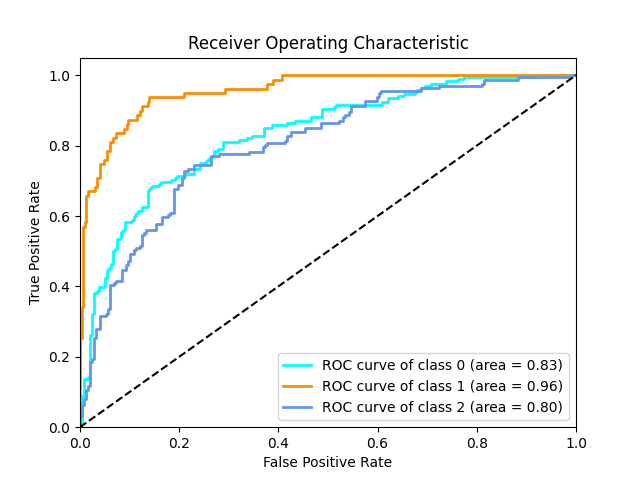 Receiver Operating Characteristic
True Positive Rate
1.0
0.8
0.6
0.4
0.2
0.0
0.0 0.2 0.4 0.6 0.8 1.0
False Positive Rate
ROC curve of class 0 (area = 0.83)
ROC curve of class 1 (area = 0.96)
ROC curve of class 2 (area = 0.80)